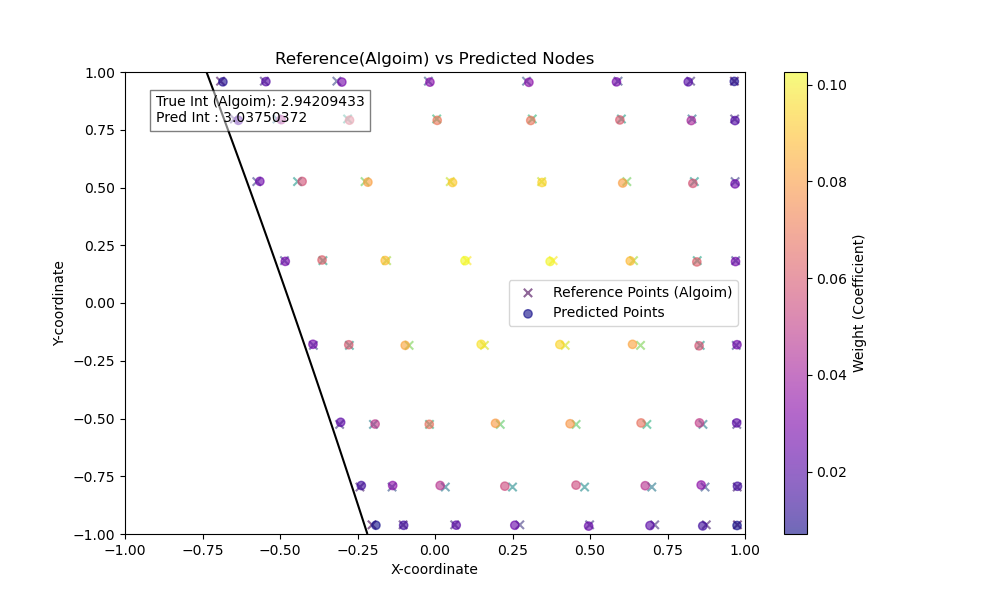 Reference(Algoim) vs Predicted Nodes
True Int (Algoim): 2.94209433
Pred Int : 3.03750372
Reference Points (Algoim)
Predicted Points
1.00
0.75
0.50
0.25
0.00
−0.25
−0.50
−0.75
−1.00
Y-coordinate
−1.00 −0.75 −0.50 −0.25 0.00 0.25 0.50 0.75 1.00
X-coordinate
0.10
0.08
0.06
0.04
0.02
Weight (Coefficient)